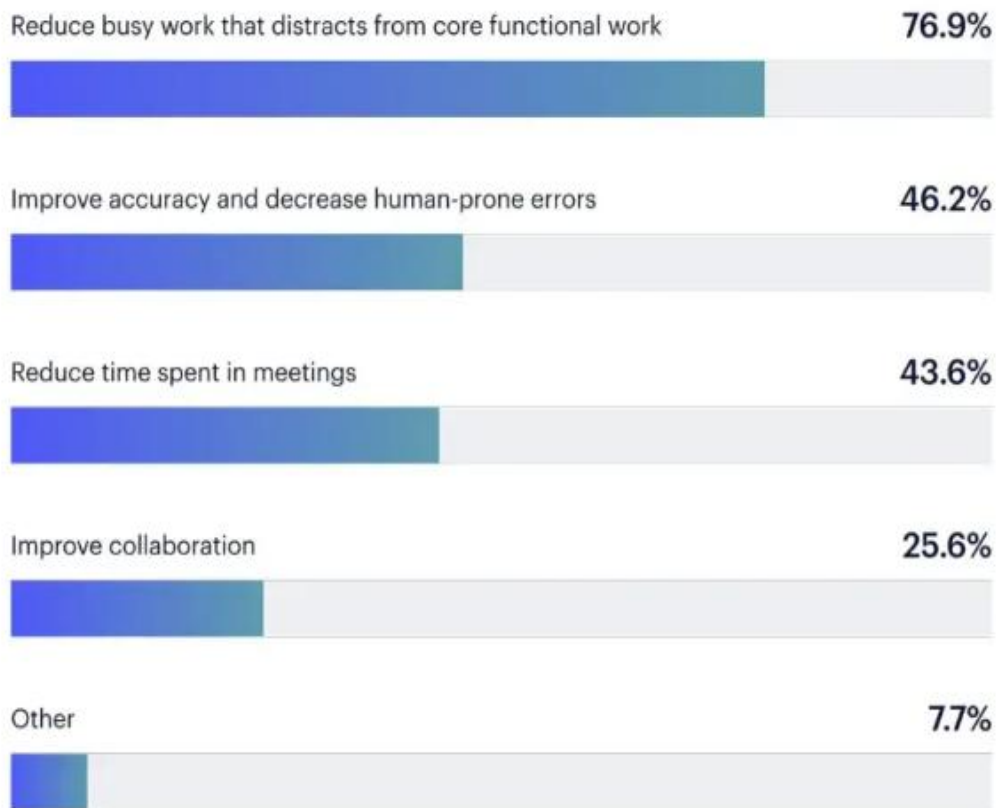 Reduce busy work that distracts from core functional work 76.9%
Improve accuracy and decrease human-prone errors 46.2%
Reduce time spent in meetings 43.6%
Improve collaboration 25.6%
Other 7.7%